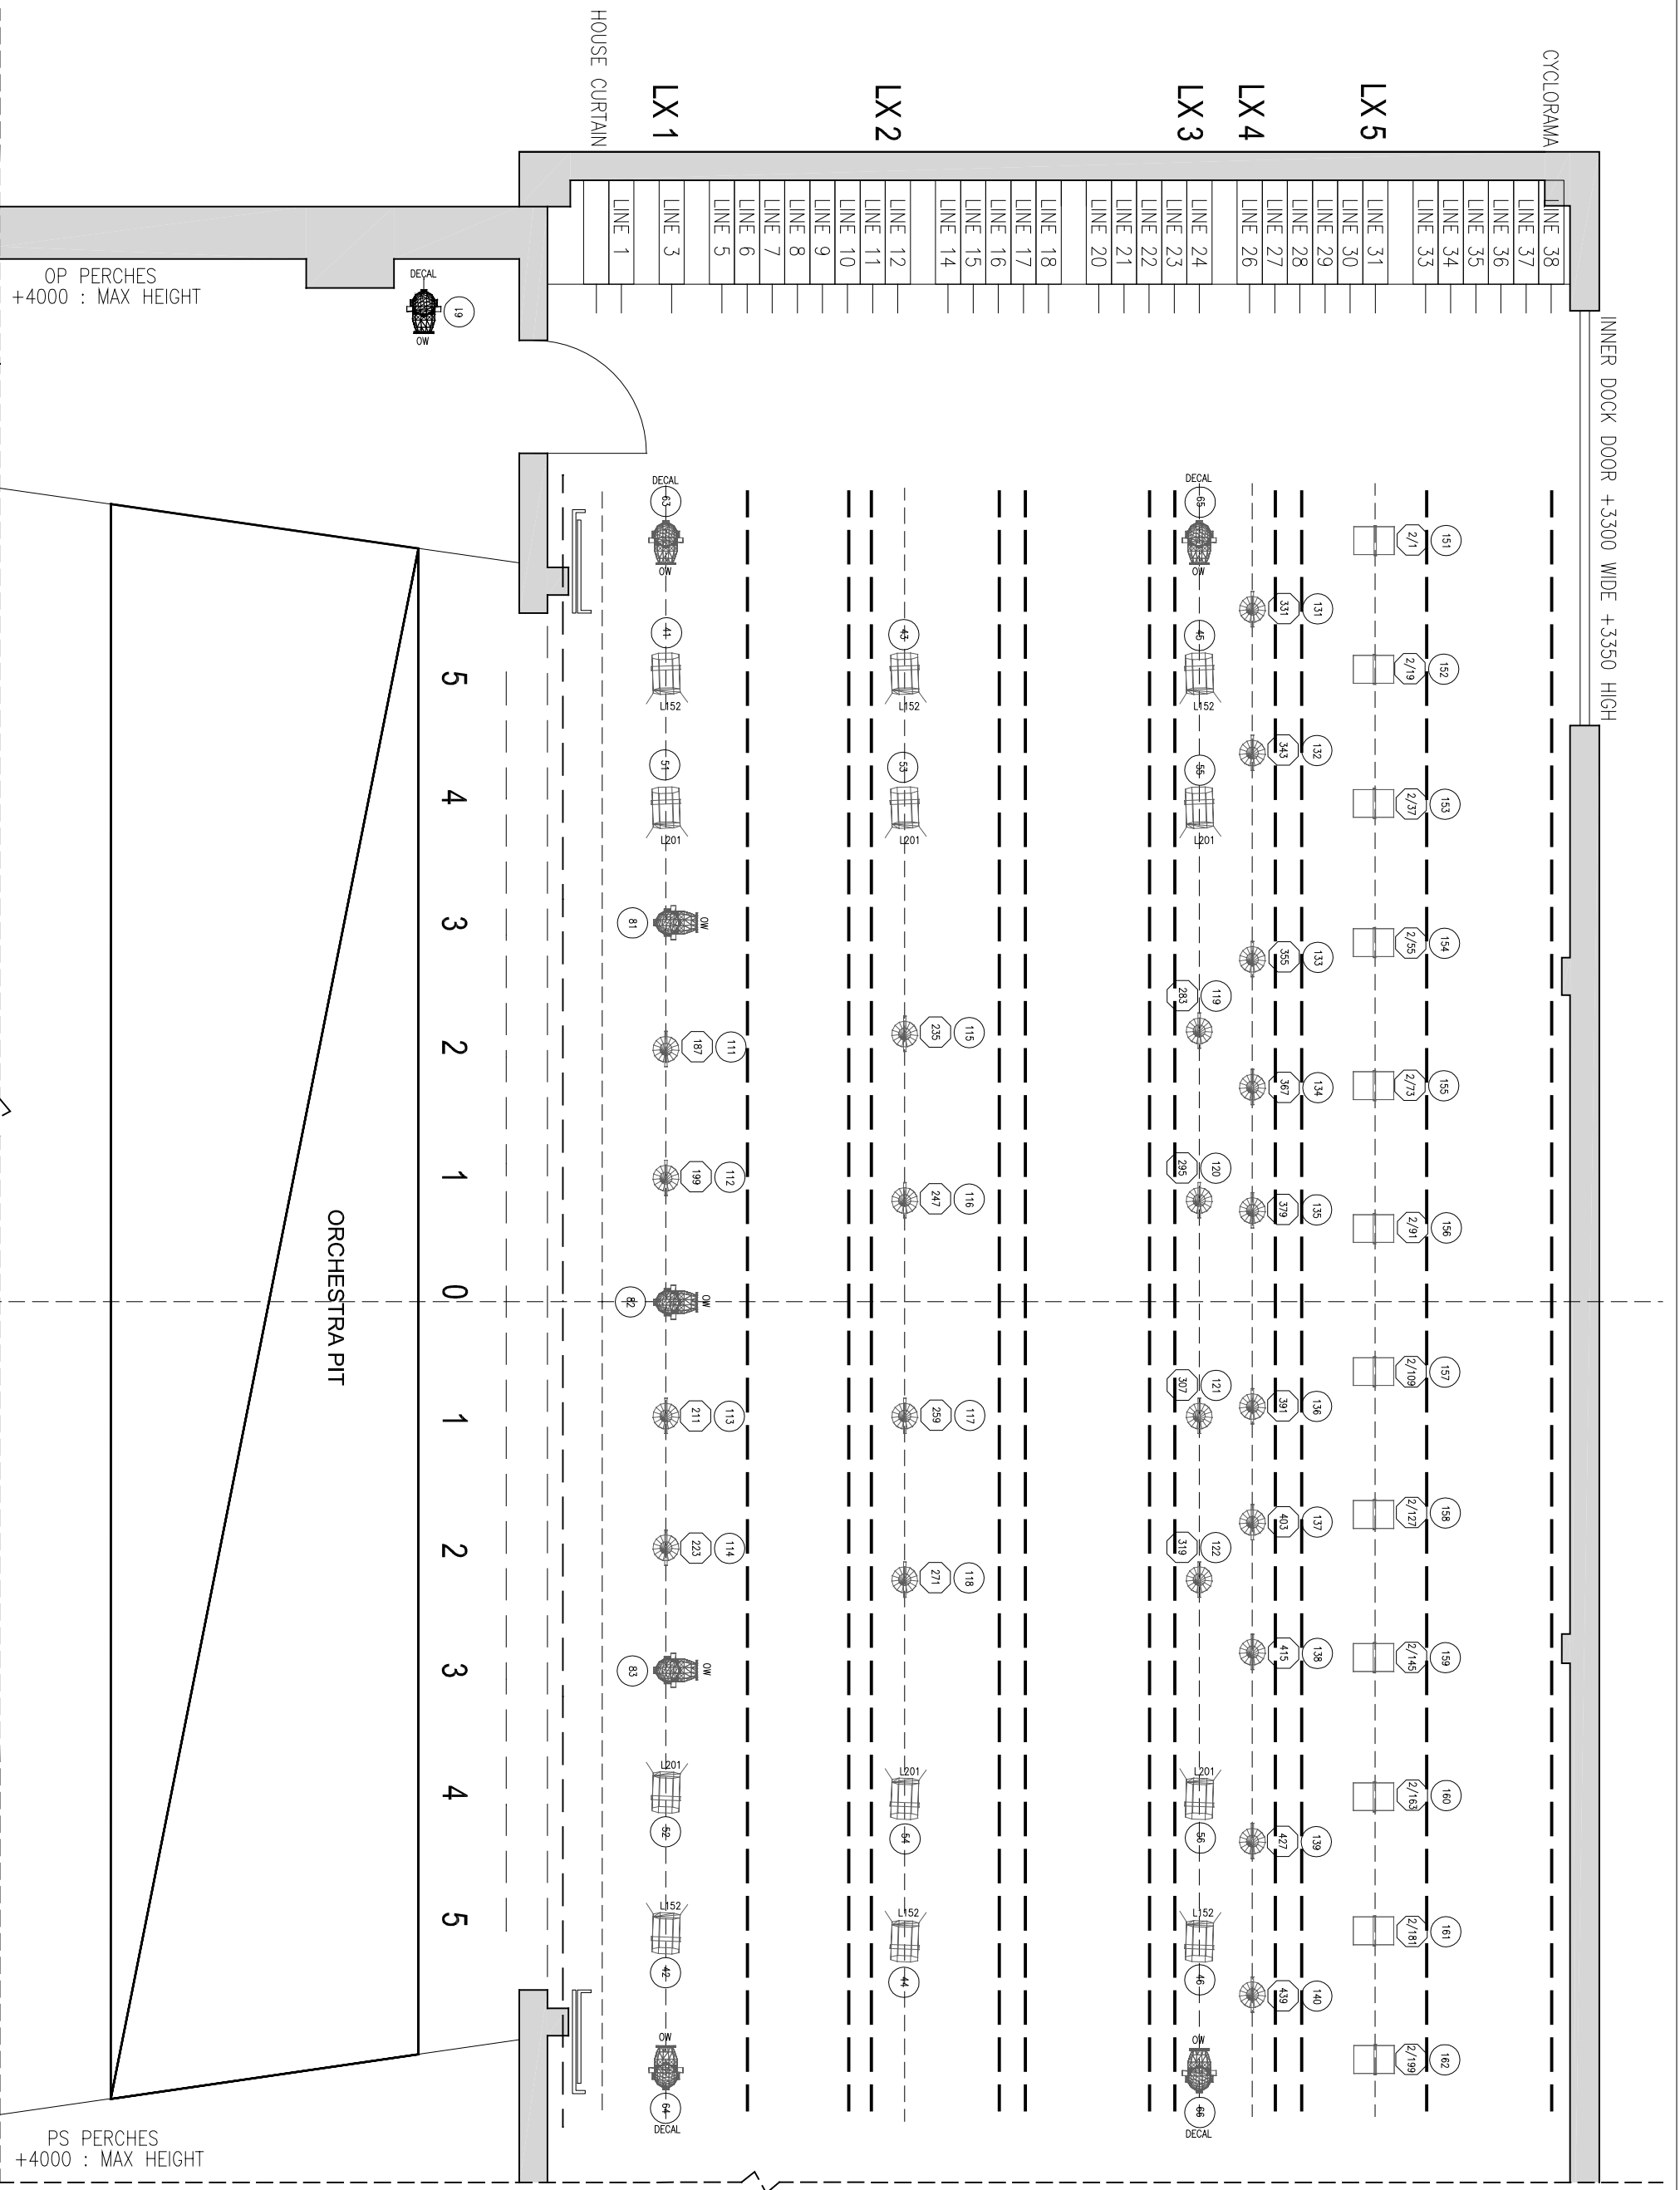 HOUSE CURTAIN
LX 1
LX 2
LX 3
LX 4
LX 5
CYCLORAMA
LINE 1
LINE 3
LINE 5
LINE 6
LINE 7
LINE 8
LINE 9
LINE 10
LINE 11
LINE 12
LINE 14
LINE 15
LINE 16
LINE 17
LINE 18
LINE 20
LINE 21
LINE 22
LINE 23
LINE 24
LINE 26
LINE 27
LINE 28
LINE 29
LINE 30
LINE 31
LINE 33
LINE 34
LINE 35
LINE 36
LINE 37
LINE 38
INNER DOCK DOOR +3300 WIDE +3350 HIGH
OP PERCHES
+4000 : MAX HEIGHT
DECAL
19
OW
DECAL
63
OW
41
L152
51
L201
81
OW
187
111
199
112
82
OW
211
113
223
114
83
OW
L201
52
L152
42
OW
64
DECAL
43
L152
53
L201
235
115
247
116
259
117
271
118
L201
54
L152
44
DECAL
65
OW
45
L152
55
L201
283
119
295
120
307
121
319
122
L201
56
L152
46
OW
66
DECAL
331
131
343
132
355
133
367
134
379
135
391
136
403
137
415
138
427
139
439
140
2/1
151
2/19
152
2/37
153
2/55
154
2/73
155
2/91
156
2/109
157
2/127
158
2/145
159
2/163
160
2/181
161
2/199
162
5
4
3
2
1
0
1
2
3
4
5
ORCHESTRA PIT
PS PERCHES
+4000 : MAX HEIGHT